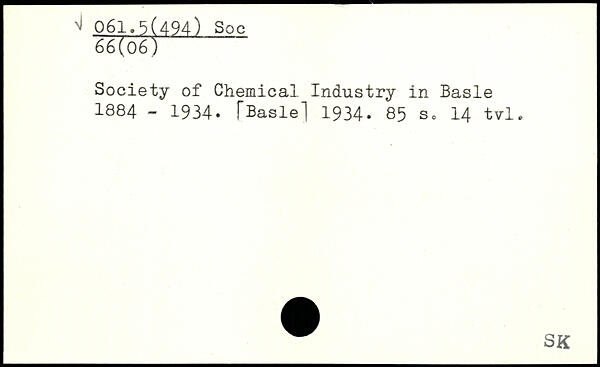 √ 061.5(494) Soc
66(06)
Society of Chemical Industry in Basle
1884 - 1934. [Basle] 1934. 85 s. 14 tvl.
SK